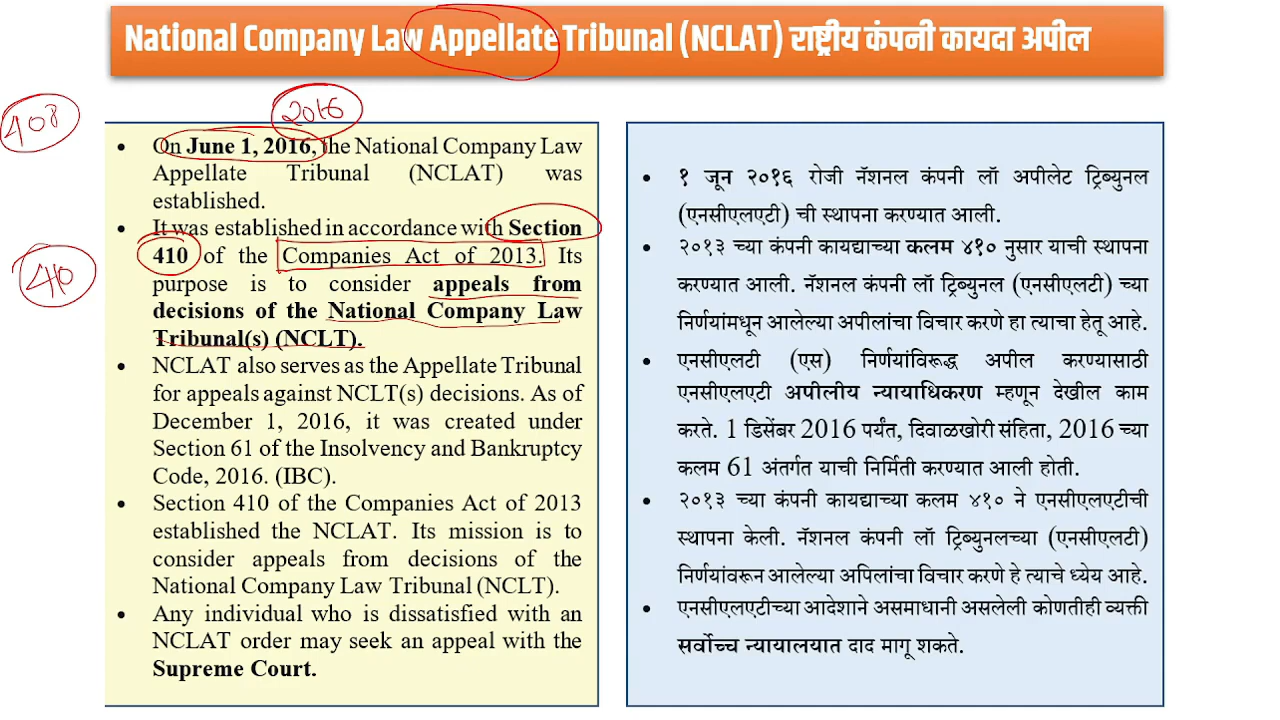 National Company Law Appellate Tribunal (NCLAT) राष्ट्रीय कंपनी कायदा अपील
2016
408
• On June 1, 2016, the National Company Law
Appellate Tribunal (NCLAT) was
established.
• It was established in accordance with Section
410 of the Companies Act of 2013. Its
purpose is to consider appeals from
decisions of the National Company Law
Tribunal(s) (NCLT).
410
• NCLAT also serves as the Appellate Tribunal
for appeals against NCLT(s) decisions. As of
December 1, 2016, it was created under
Section 61 of the Insolvency and Bankruptcy
Code, 2016. (IBC).
• Section 410 of the Companies Act of 2013
established the NCLAT. Its mission is to
consider appeals from decisions of the
National Company Law Tribunal (NCLT).
• Any individual who is dissatisfied with an
NCLAT order may seek an appeal with the
Supreme Court.
• १ जून २०१६ रोजी नॅशनल कंपनी लॉ अपीलेट ट्रिब्युनल
(एनसीएलएटी) ची स्थापना करण्यात आली.
• २०१३ च्या कंपनी कायद्याच्या कलम ४१० नुसार याची स्थापना
करण्यात आली. नॅशनल कंपनी लॉ ट्रिब्युनल (एनसीएलटी) च्या
निर्णयांमधून आलेल्या अपीलांचा विचार करणे हा त्याचा हेतू आहे.
• एनसीएलटी (एस) निर्णयांविरूद्ध अपील करण्यासाठी
एनसीएलएटी अपीलीय न्यायाधिकरण म्हणून देखील काम
करते. 1 डिसेंबर 2016 पर्यंत, दिवाळखोरी संहिता, 2016 च्या
कलम 61 अंतर्गत याची निर्मिती करण्यात आली होती.
• २०१३ च्या कंपनी कायद्याच्या कलम ४१० ने एनसीएलएटीची
स्थापना केली. नॅशनल कंपनी लॉ ट्रिब्युनलच्या (एनसीएलटी)
निर्णयांवरून आलेल्या अपिलांचा विचार करणे हे त्याचे ध्येय आहे.
• एनसीएलएटीच्या आदेशाने असमाधानी असलेली कोणतीही व्यक्ती
सर्वोच्च न्यायालयात दाद मागू शकते.